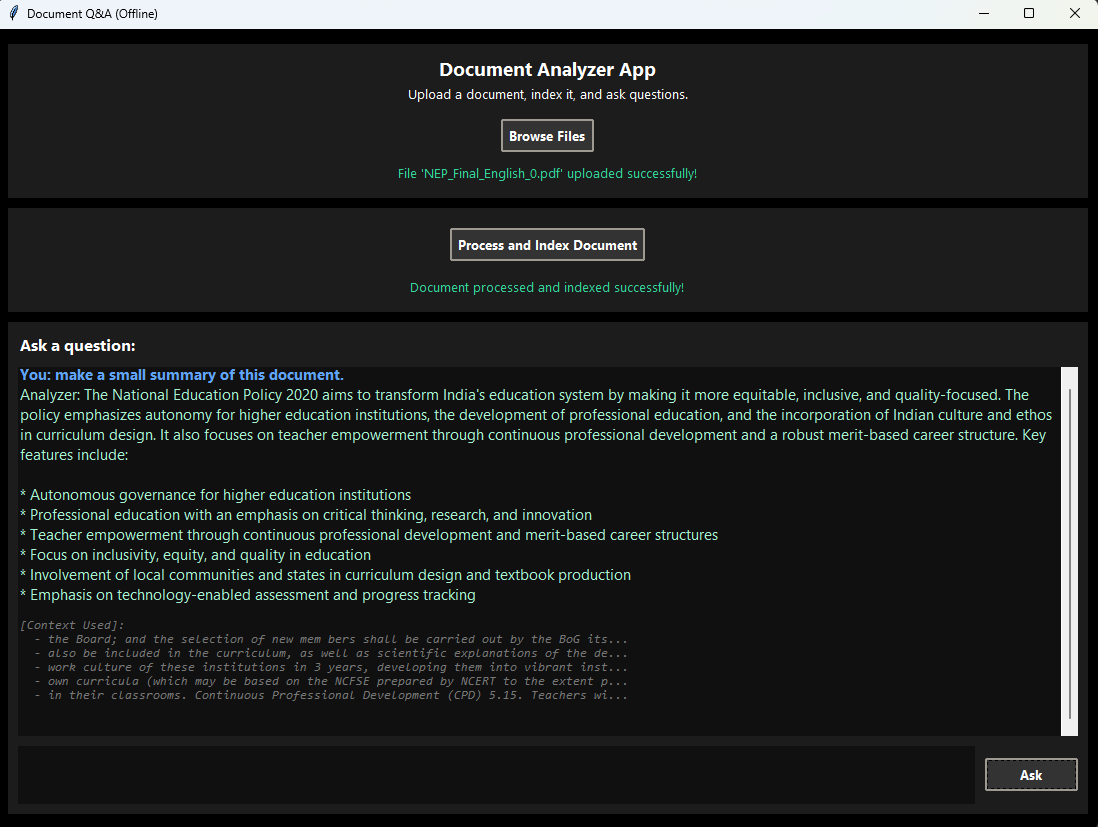 Document Q&A (Offline)
Document Analyzer App
Upload a document, index it, and ask questions.
Browse Files
File 'NEP_Final_English_0.pdf' uploaded successfully!
Process and Index Document
Document processed and indexed successfully!
Ask a question:
You: make a small summary of this document.
Analyzer: The National Education Policy 2020 aims to transform India's education system by making it more equitable, inclusive, and quality-focused. The
policy emphasizes autonomy for higher education institutions, the development of professional education, and the incorporation of Indian culture and ethos
in curriculum design. It also focuses on teacher empowerment through continuous professional development and a robust merit-based career structure. Key
features include:
* Autonomous governance for higher education institutions
* Professional education with an emphasis on critical thinking, research, and innovation
* Teacher empowerment through continuous professional development and merit-based career structures
* Focus on inclusivity, equity, and quality in education
* Involvement of local communities and states in curriculum design and textbook production
* Emphasis on technology-enabled assessment and progress tracking
[Context Used]:
- the Board; and the selection of new mem bers shall be carried out by the BoG its...
- also be included in the curriculum, as well as scientific explanations of the de...
- work culture of these institutions in 3 years, developing them into vibrant inst...
- own curricula (which may be based on the NCFSE prepared by NCERT to the extent p...
- in their classrooms. Continuous Professional Development (CPD) 5.15. Teachers wi...
Ask